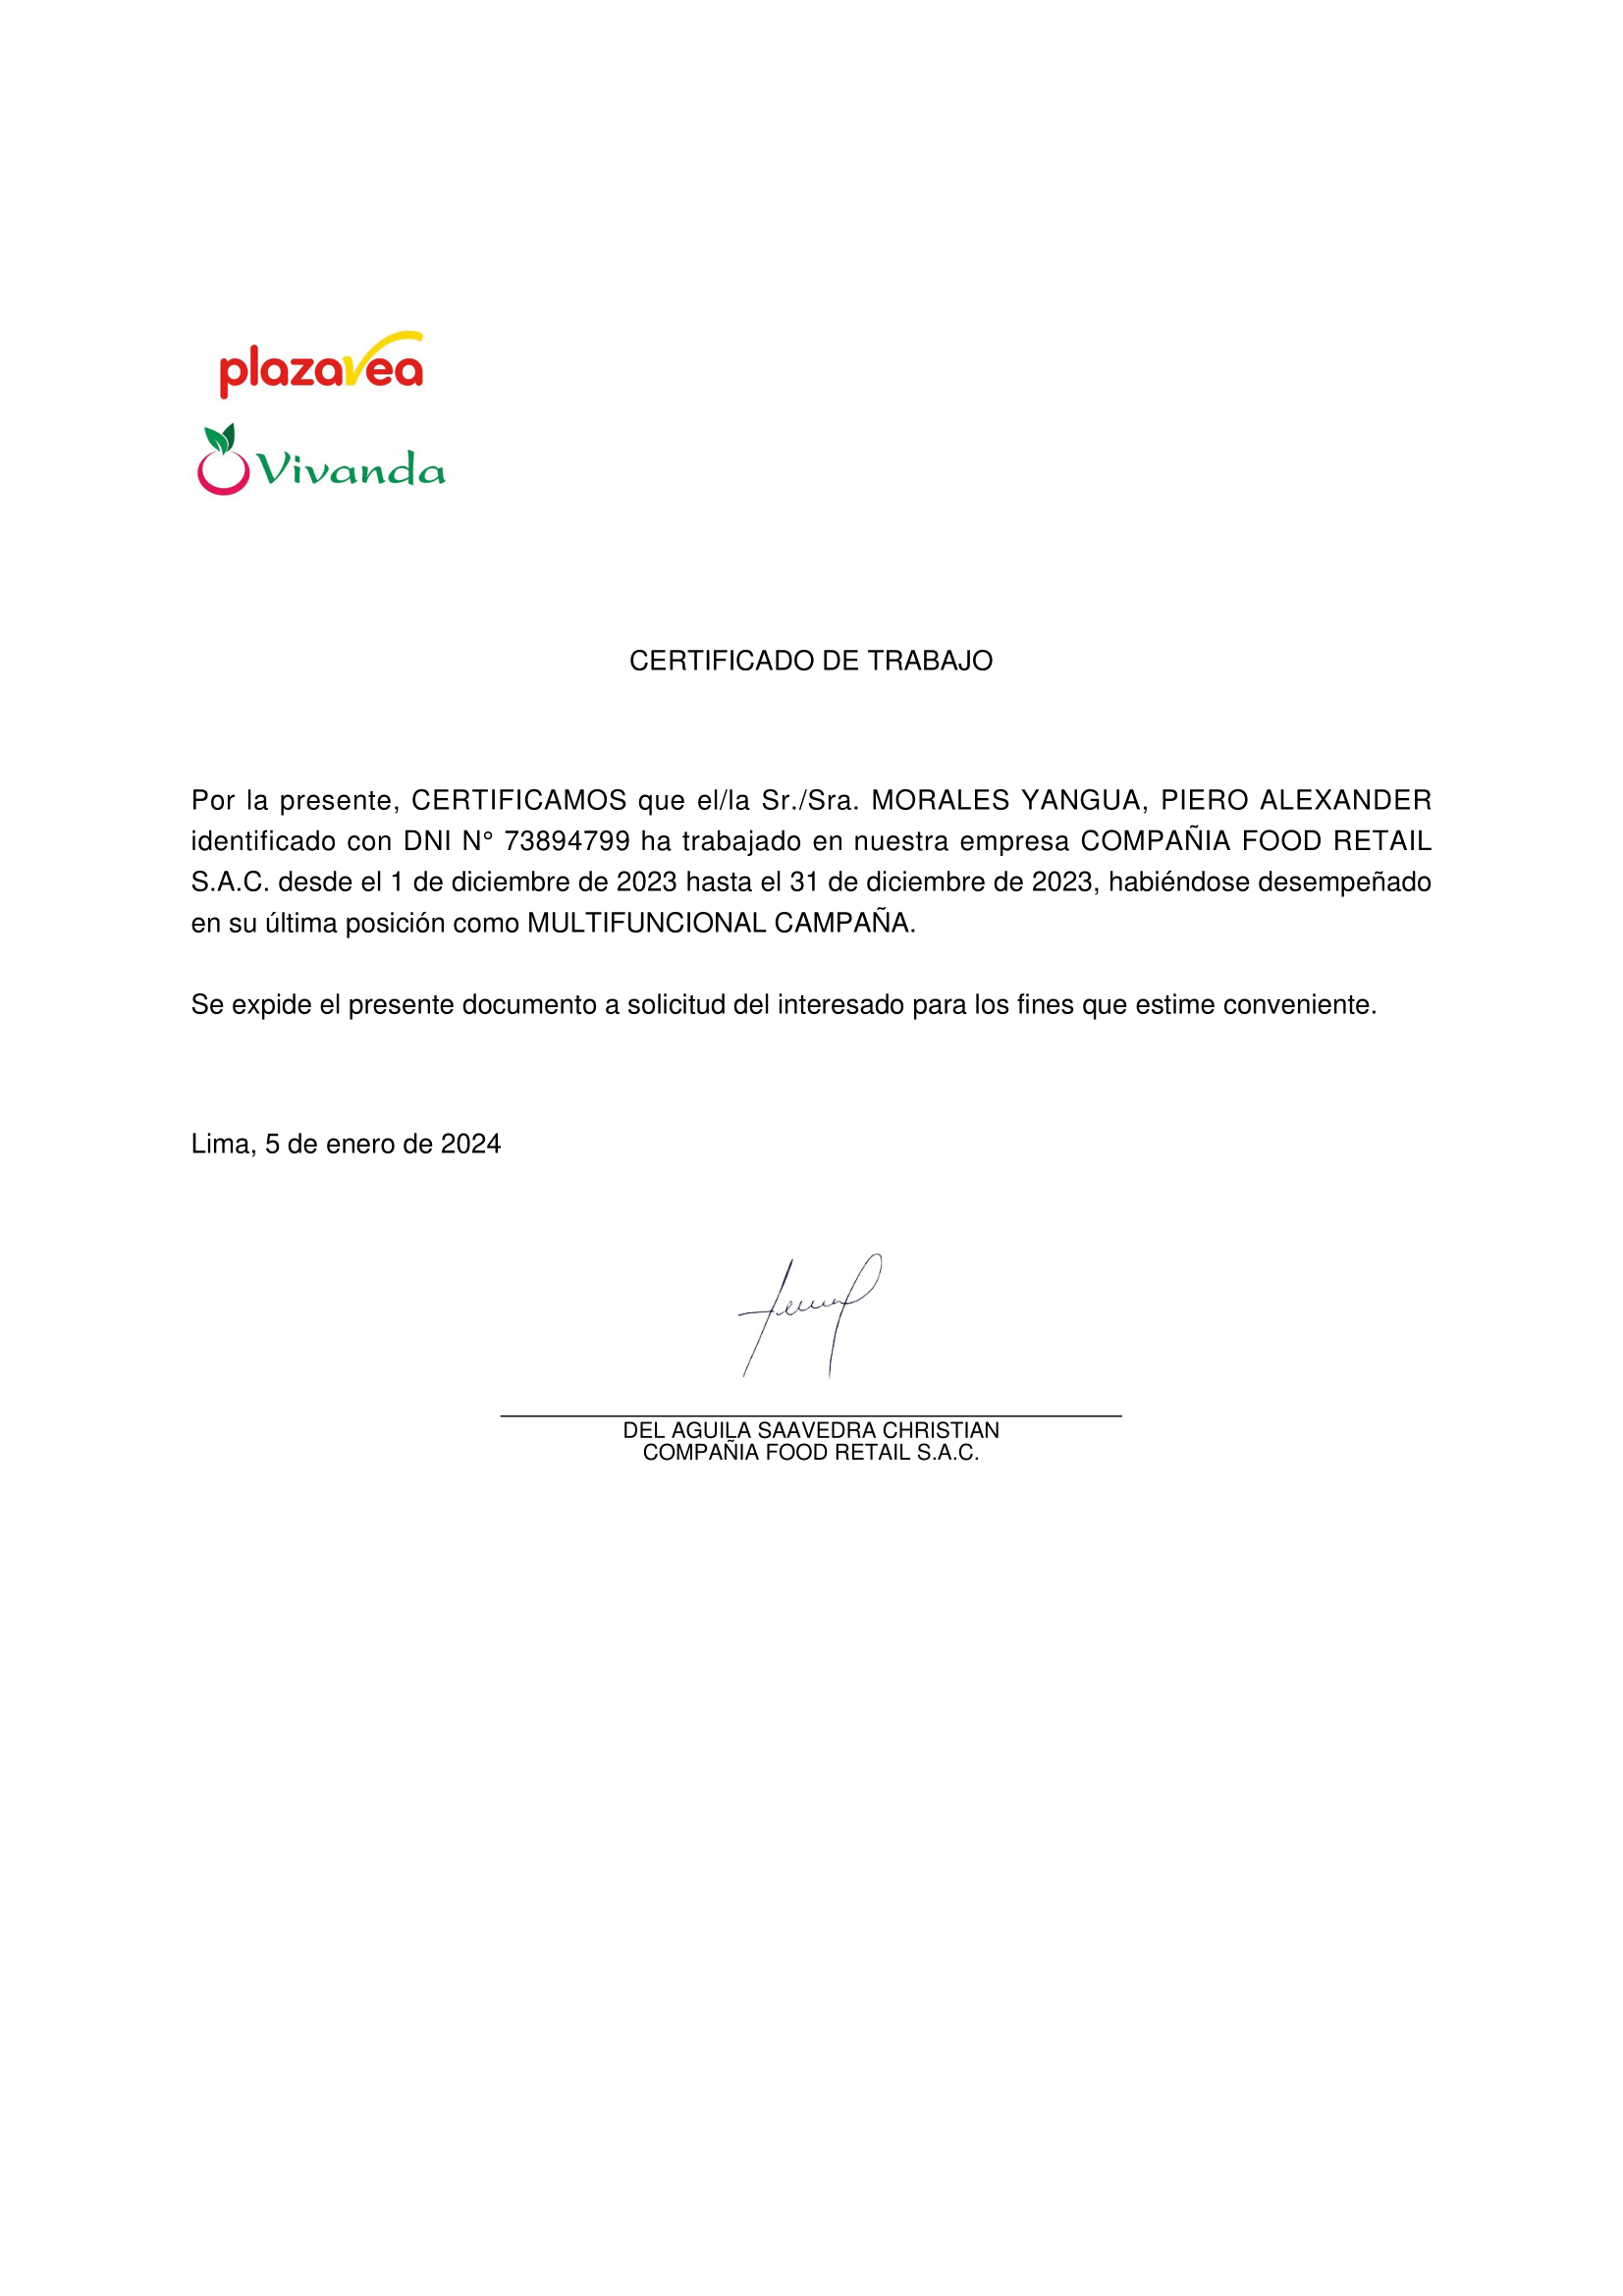 plazavea
Vivanda
CERTIFICADO DE TRABAJO
Por la presente, CERTIFICAMOS que el/la Sr./Sra. MORALES YANGUA, PIERO ALEXANDER
identificado con DNI N° 73894799 ha trabajado en nuestra empresa COMPAÑIA FOOD RETAIL
S.A.C. desde el 1 de diciembre de 2023 hasta el 31 de diciembre de 2023, habiéndose desempeñado
en su última posición como MULTIFUNCIONAL CAMPAÑA.
Se expide el presente documento a solicitud del interesado para los fines que estime conveniente.
Lima, 5 de enero de 2024
DEL AGUILA SAAVEDRA CHRISTIAN
COMPAÑIA FOOD RETAIL S.A.C.